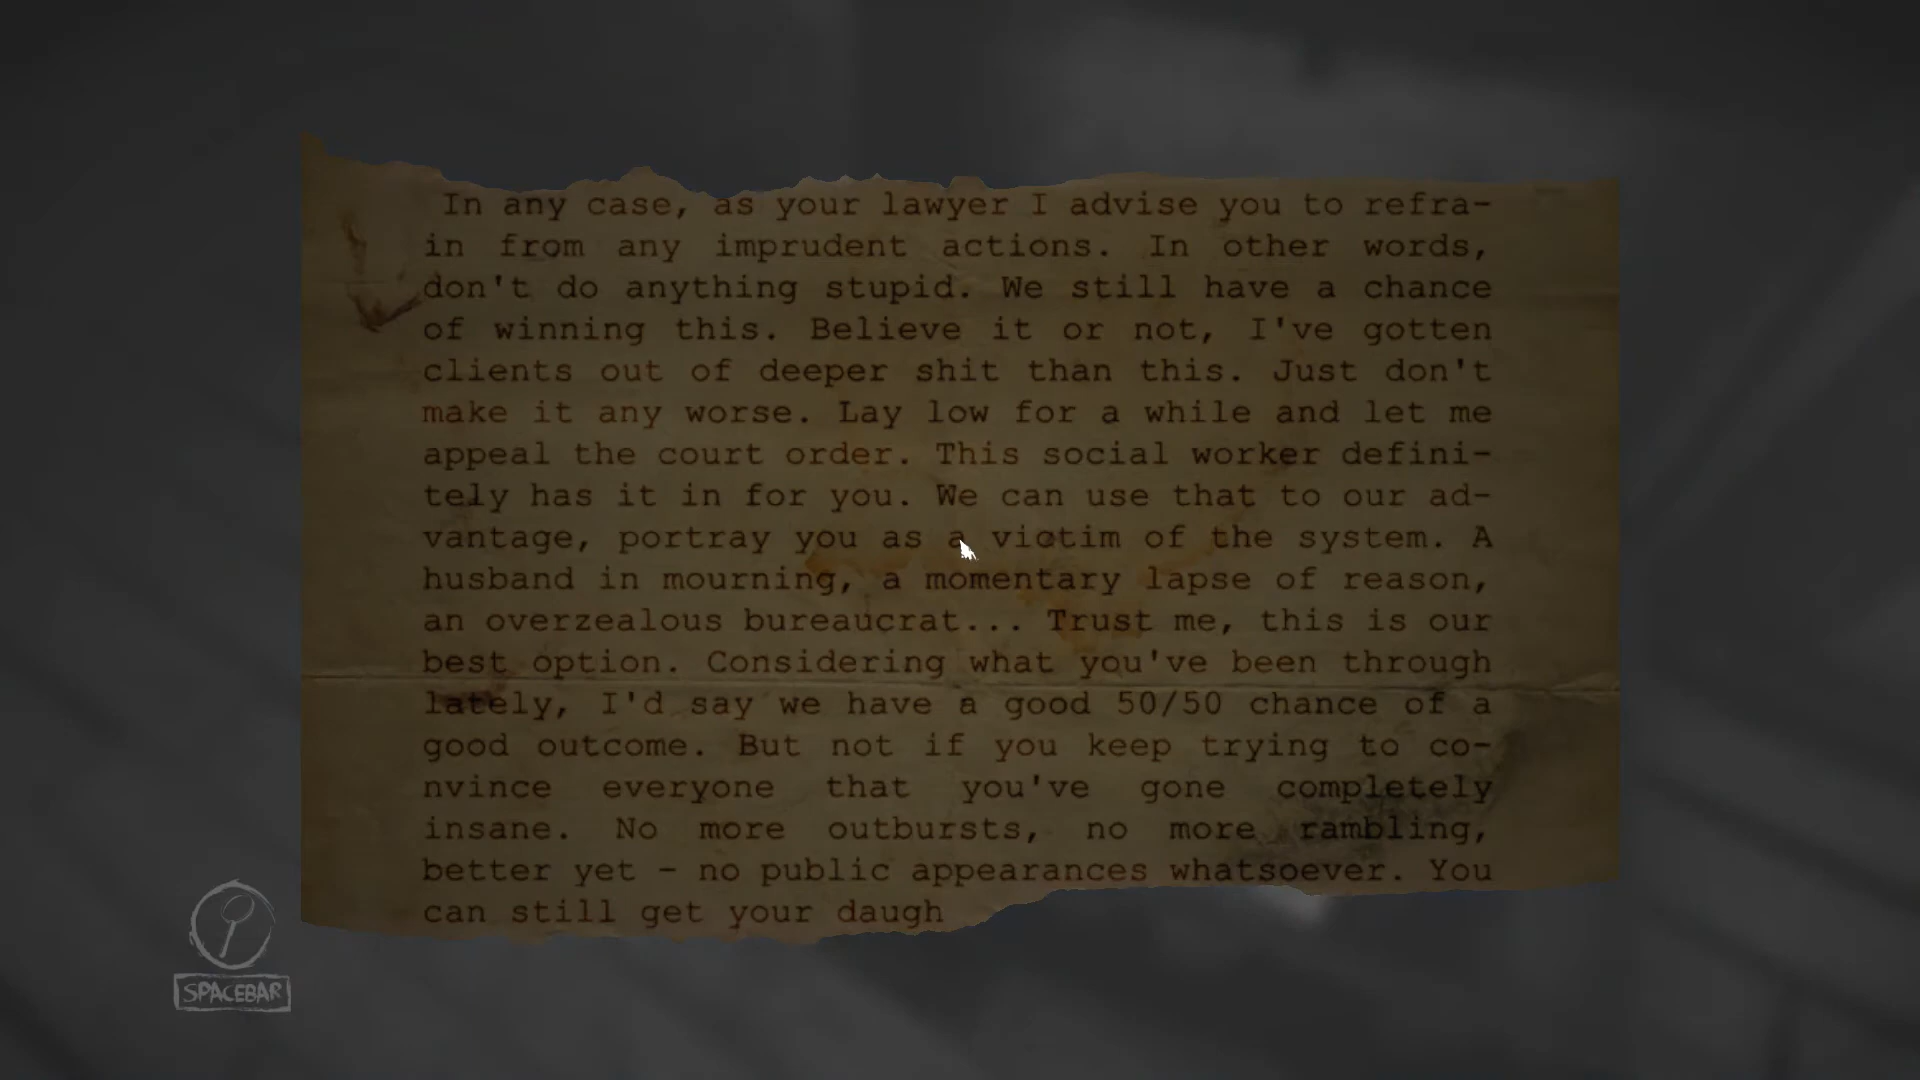 In any case, as your lawyer I advise you to refra-
in from any imprudent actions. In other words,
don't do anything stupid. We still have a chance
of winning this. Believe it or not, I've gotten
clients out of deeper shit than this. Just don't
make it any worse. Lay low for a while and let me
appeal the court order. This social worker defini-
tely has it in for you. We can use that to our ad-
vantage, portray you as a victim of the system. A
husband in mourning, a momentary lapse of reason,
an overzealous bureaucrat... Trust me, this is our
best option. Considering what you've been through
lately, I'd say we have a good 50/50 chance of a
good outcome. But not if you keep trying to co-
nvince everyone that you've gone completely
insane. No more outbursts, no more rambling,
better yet - no public appearances whatsoever. You
can still get your daugh
SPACEBAR